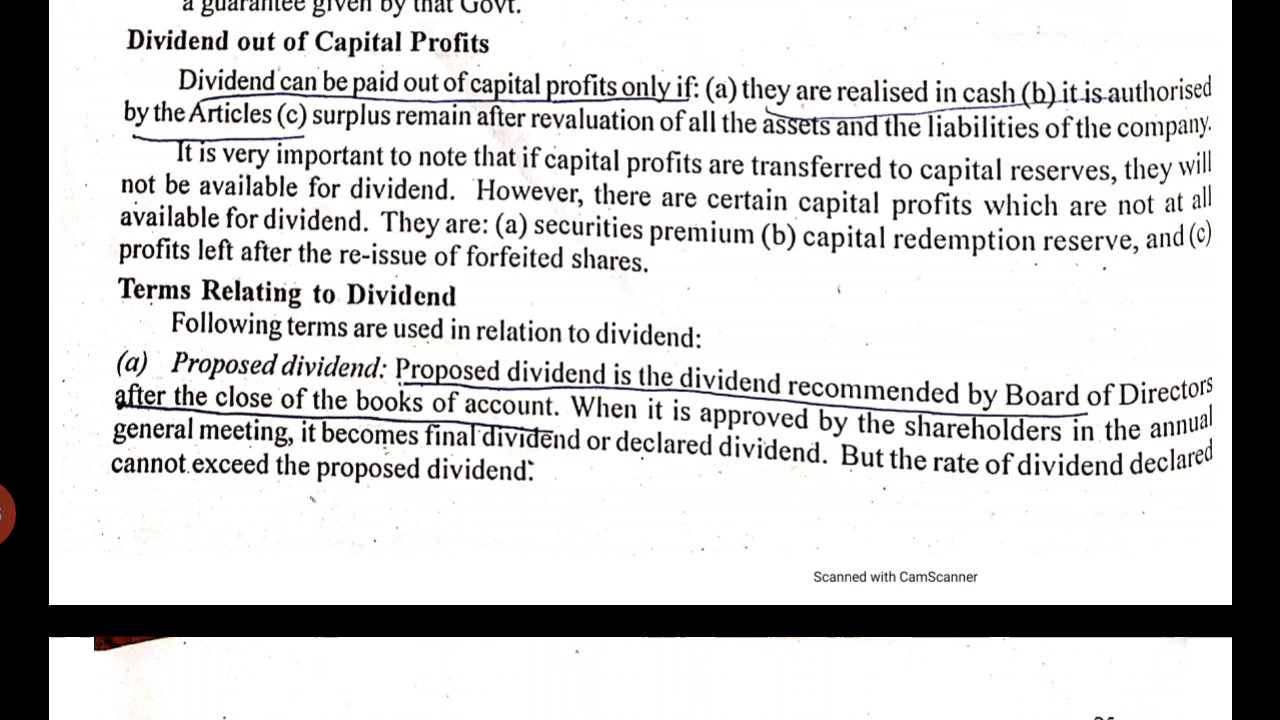 a guarantee given by that Govt.
Dividend out of Capital Profits
Dividend can be paid out of capital profits only if: (a) they are realised in cash (b) it is authorised
by the Articles (c) surplus remain after revaluation of all the assets and the liabilities of the company.
It is very important to note that if capital profits are transferred to capital reserves, they will
not be available for dividend. However, there are certain capital profits which are not at all
available for dividend. They are: (a) securities premium (b) capital redemption reserve, and (c)
profits left after the re-issue of forfeited shares.
Terms Relating to Dividend
Following terms are used in relation to dividend:
(a) Proposed dividend: Proposed dividend is the dividend recommended by Board of Directors
after the close of the books of account. When it is approved by the shareholders in the annual
general meeting, it becomes final dividend or declared dividend. But the rate of dividend declared
cannot exceed the proposed dividend:
Scanned with CamScanner